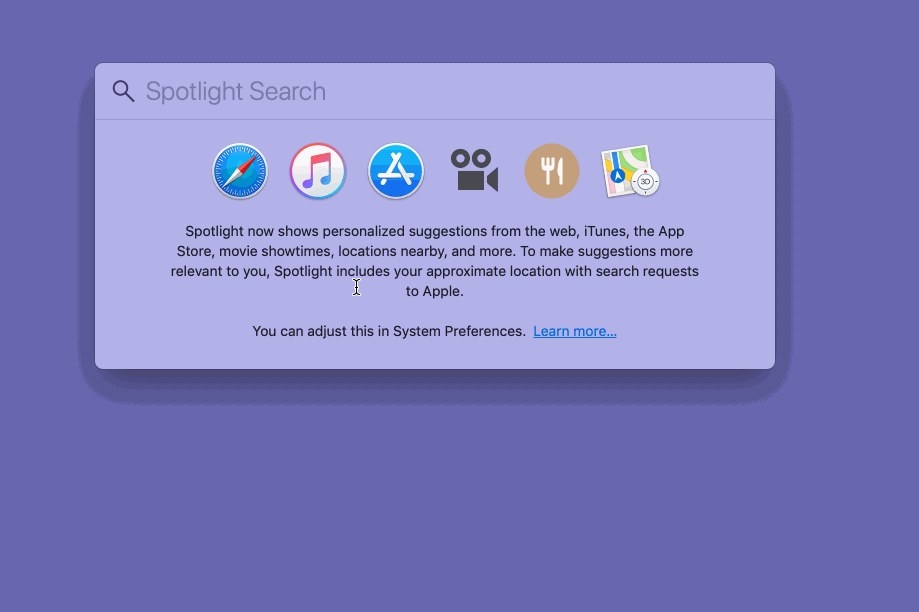 Spotlight Search
3D
Spotlight now shows personalized suggestions from the web, iTunes, the App
Store, movie showtimes, locations nearby, and more. To make suggestions more
relevant to you, Spotlight includes your approximate location with search requests
to Apple.
You can adjust this in System Preferences. Learn more...